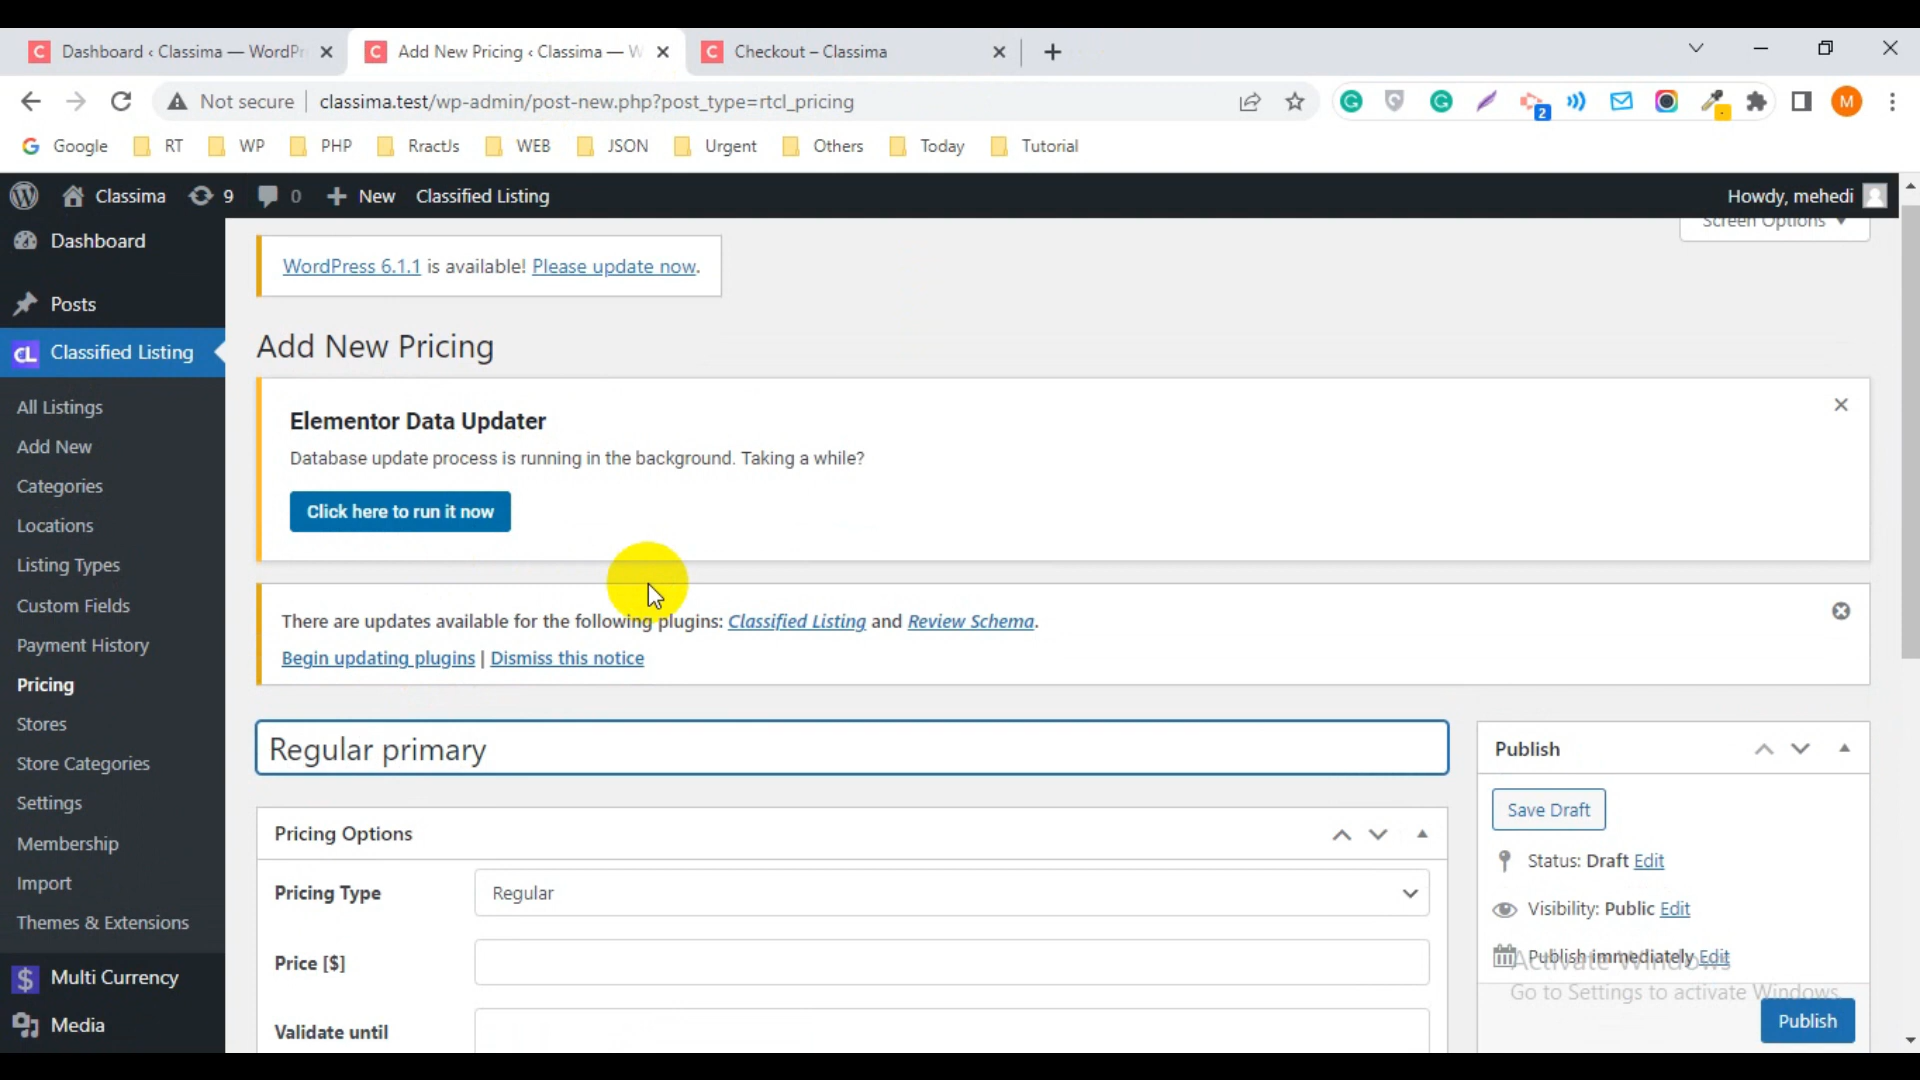 Dashboard ‹ Classima — WordPr
Add New Pricing ‹ Classima — W
Checkout – Classima
Not secure
classima.test/wp-admin/post-new.php?post_type=rtcl_pricing
2
M
Google
RT
WP
PHP
RractJs
WEB
JSON
Urgent
Others
Today
Tutorial
Classima
9
0
New
Classified Listing
Howdy, mehedi
Screen Options
Dashboard
Posts
Classified Listing
All Listings
Add New
Categories
Locations
Listing Types
Custom Fields
Payment History
Pricing
Stores
Store Categories
Settings
Membership
Import
Themes & Extensions
Multi Currency
Media
WordPress 6.1.1 is available! Please update now.
Add New Pricing
Elementor Data Updater
Database update process is running in the background. Taking a while?
Click here to run it now
There are updates available for the following plugins: Classified Listing and Review Schema.
Begin updating plugins | Dismiss this notice
Regular primary
Pricing Options
Pricing Type
Regular
Price [$]
Validate until
Publish
Save Draft
Status: Draft Edit
Visibility: Public Edit
Publish immediately Edit
Activate Windows
Go to Settings to activate Windows.
Publish